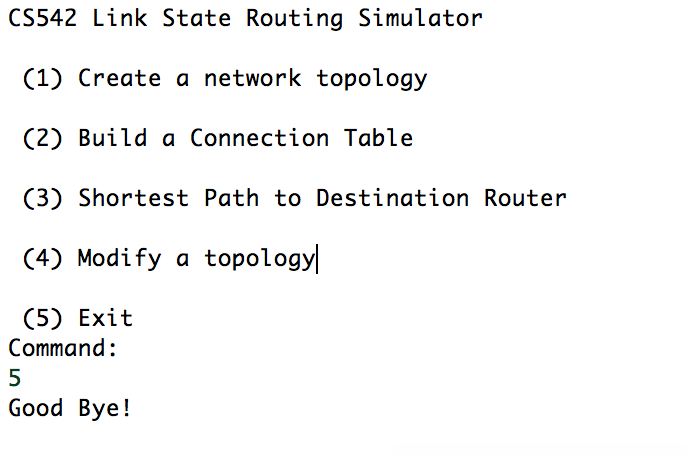 CS542 Link State Routing Simulator
(1) Create a network topology
(2) Build a Connection Table
(3) Shortest Path to Destination Router
(4) Modify a topology
(5) Exit
Command:
5
Good Bye!